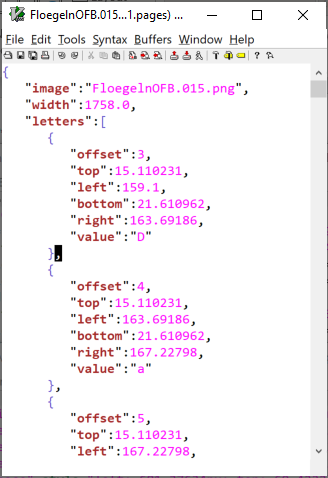 FloegelnOFB.015...1.pages) ...
File Edit Tools Syntax Buffers Window Help
{
"image":"FloegelnOFB.015.png",
"width":1758.0,
"letters":[
{
"offset":3,
"top":15.110231,
"left":159.1,
"bottom":21.610962,
"right":163.69186,
"value":"D"
},
{
"offset":4,
"top":15.110231,
"left":163.69186,
"bottom":21.610962,
"right":167.22798,
"value":"a"
},
{
"offset":5,
"top":15.110231,
"left":167.22798,